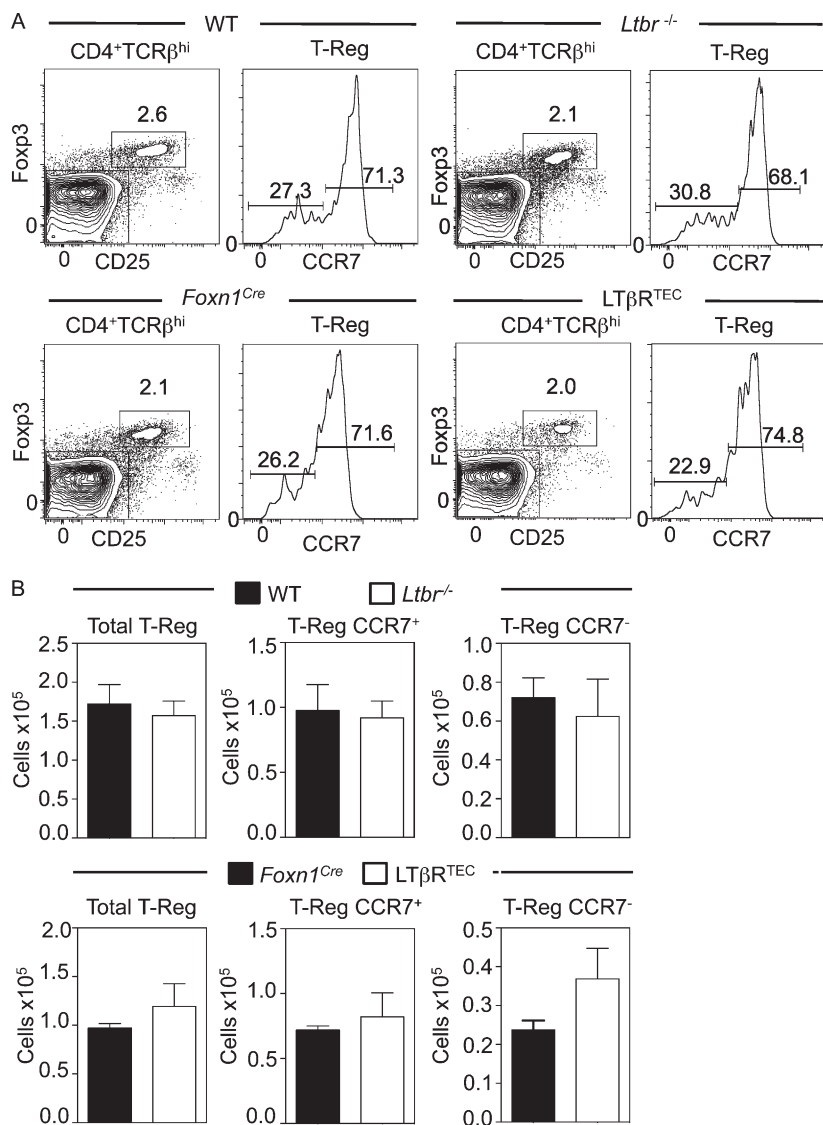 A
WT
Ltbr -/-
CD4+TCRβhi
T-Reg
CD4+TCRβhi
T-Reg
2.6
27.3
71.3
2.1
30.8
68.1
Foxp3
0
0
CD25
0
0
CCR7
Foxp3
0
0
CD25
0
0
CCR7
Foxn1Cre
LTβRTEC
CD4+TCRβhi
T-Reg
CD4+TCRβhi
T-Reg
2.1
26.2
71.6
2.0
22.9
74.8
Foxp3
0
0
CD25
0
0
CCR7
Foxp3
0
0
CD25
0
0
CCR7
B
WT
Ltbr/-
Total T-Reg
T-Reg CCR7+
T-Reg CCR7-
Cells x105
2.5
2.0
1.5
1.0
0.5
0.0
Cells x105
1.5
1.0
0.5
0.0
Cells x105
1.0
0.8
0.6
0.4
0.2
0.0
Foxn1Cre
LTβRTEC
Total T-Reg
T-Reg CCR7+
T-Reg CCR7-
Cells x105
2.0
1.5
1.0
0.5
0.0
Cells x105
1.5
1.0
0.5
0.0
Cells x105
0.5
0.4
0.3
0.2
0.1
0.0